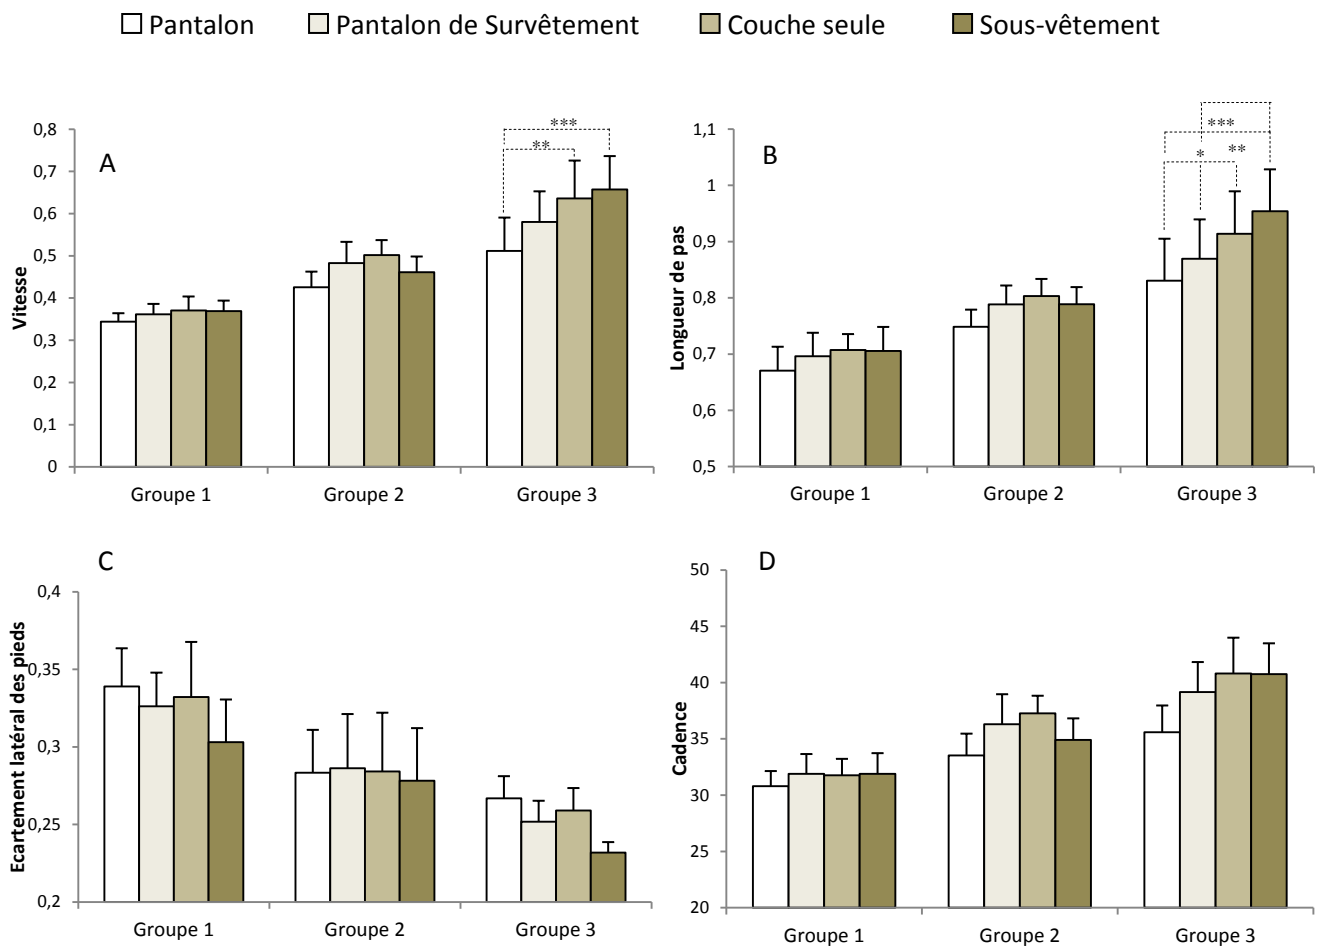 Pantalon Pantalon de Survêtement Couche seule Sous-vêtement
A
Vitesse
0,8
0,7
0,6
0,5
0,4
0,3
0,2
0,1
0
***
**
Groupe 1 Groupe 2 Groupe 3
B
Longueur de pas
1,1
1
0,9
0,8
0,7
0,6
0,5
***
* **
Groupe 1 Groupe 2 Groupe 3
C
Ecartement latéral des pieds
0,4
0,35
0,3
0,25
0,2
Groupe 1 Groupe 2 Groupe 3
D
Cadence
50
45
40
35
30
25
20
Groupe 1 Groupe 2 Groupe 3